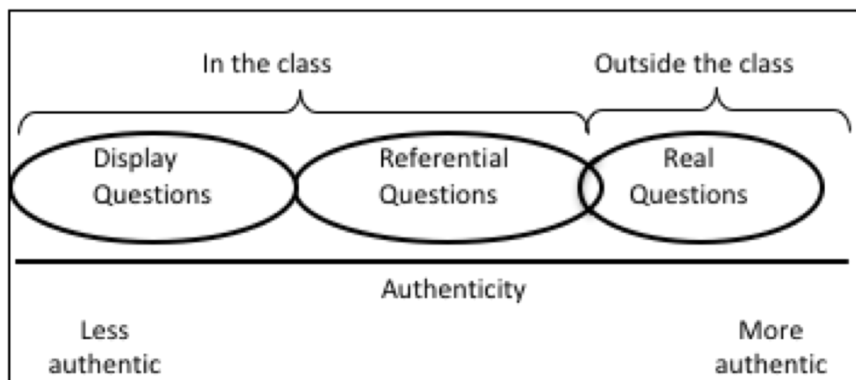 In the class
Outside the class
Display
Questions
Referential
Questions
Real
Questions
Authenticity
Less
authentic
More
authentic